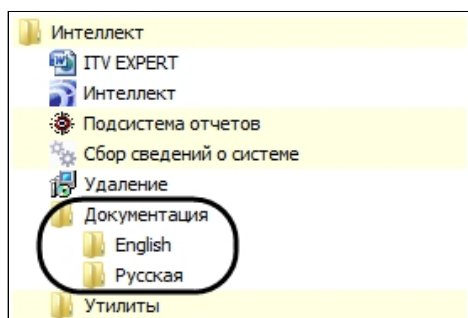 Интеллект
ITV EXPERT
Интеллект
Подсистема отчетов
Сбор сведений о системе
Удаление
Документация
English
Русская
Утилиты